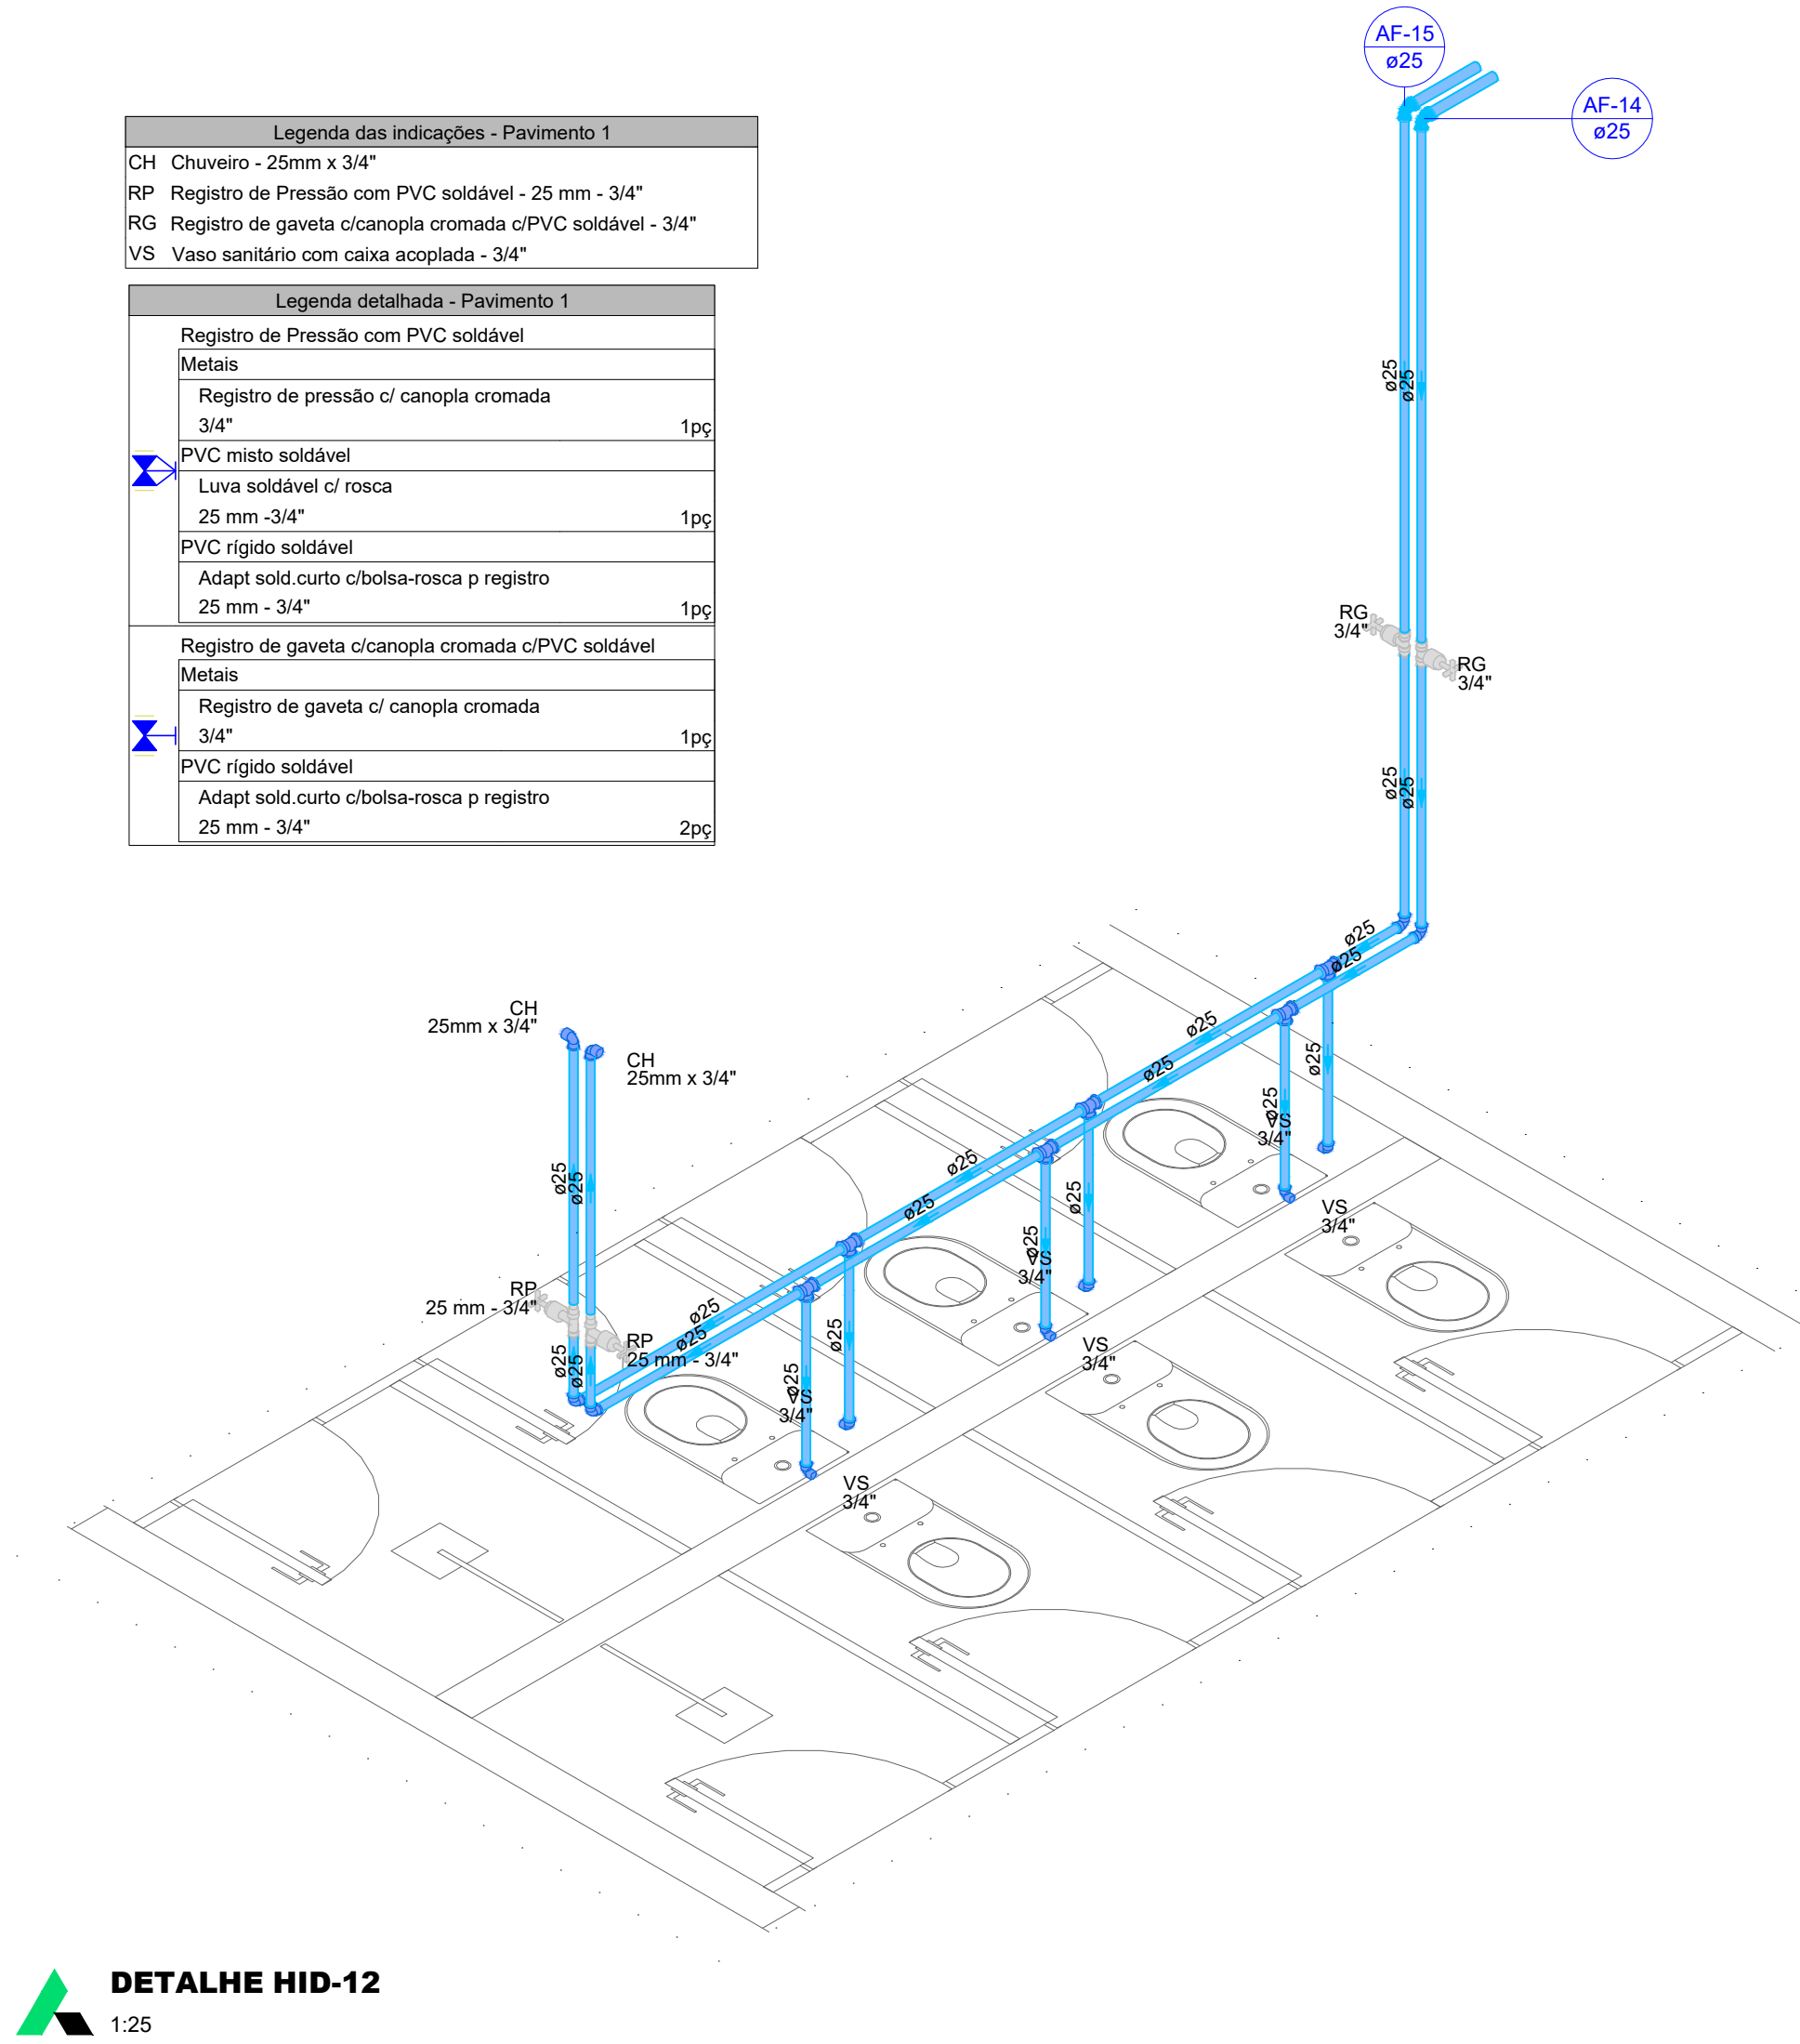 AF-15
ø25
AF-14
ø25
Legenda das indicações - Pavimento 1
CH Chuveiro - 25mm x 3/4"
RP Registro de Pressão com PVC soldável - 25 mm - 3/4"
RG Registro de gaveta c/canopla cromada c/PVC soldável - 3/4"
VS Vaso sanitário com caixa acoplada - 3/4"
Legenda detalhada - Pavimento 1
Registro de Pressão com PVC soldável
Metais
Registro de pressão c/ canopla cromada
3/4" 1pç
PVC misto soldável
Luva soldável c/ rosca
25 mm -3/4" 1pç
PVC rígido soldável
Adapt sold.curto c/bolsa-rosca p registro
25 mm - 3/4" 1pç
Registro de gaveta c/canopla cromada c/PVC soldável
Metais
Registro de gaveta c/ canopla cromada
3/4" 1pç
PVC rígido soldável
Adapt sold.curto c/bolsa-rosca p registro
25 mm - 3/4" 2pç
ø25
ø25
RG
3/4"
RG
3/4"
ø25
ø25
ø25
ø25
CH
25mm x 3/4"
CH
25mm x 3/4"
ø25
ø25
ø25
ø25
VS
3/4"
ø25
ø25
ø25
ø25
ø25
VS
3/4"
ø25
ø25
VS
3/4"
RP
25 mm - 3/4"
RP
25 mm - 3/4"
ø25
ø25
ø25
ø25
ø25
ø25
VS
3/4"
VS
3/4"
VS
3/4"
DETALHE HID-12
1:25